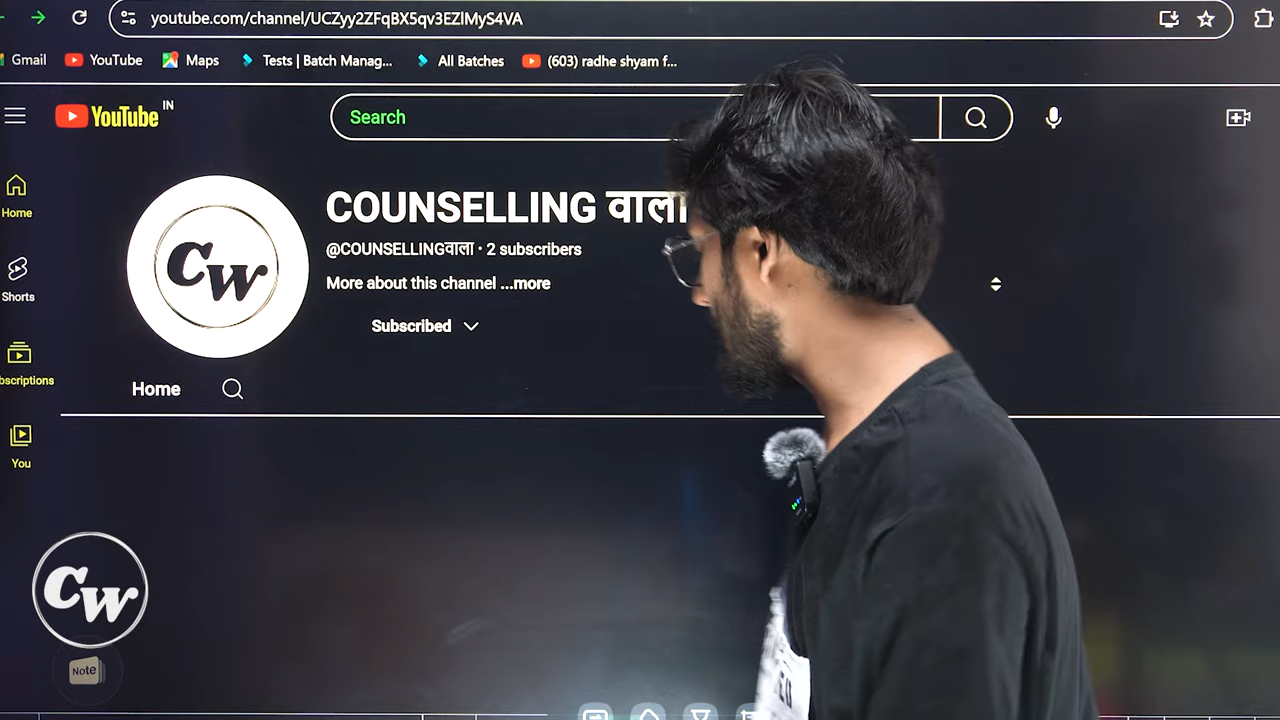 youtube.com/channel/UCZyy2ZFqBX5qv3EZlMyS4VA
Gmail YouTube Maps Tests | Batch Manag... All Batches (603) radhe shyam f...
YouTube IN
Search
Home
Shorts
bscriptions
You
CW
COUNSELLING वाला
@COUNSELLINGवाला · 2 subscribers
More about this channel ...more
Subscribed
Home
CW
Note